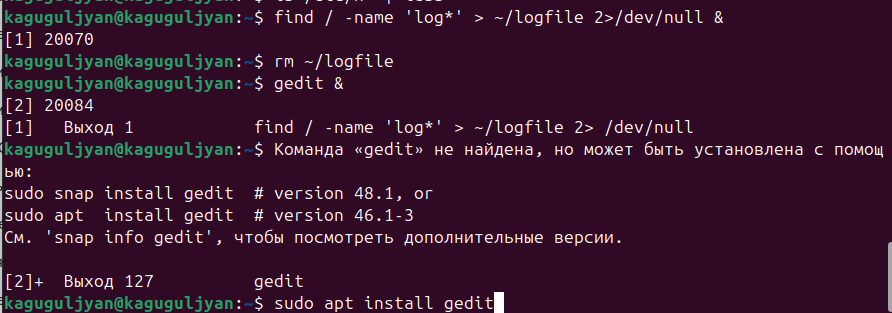 kaguguljyan@kaguguljyan:~$ find / -name 'log*' > ~/logfile 2>/dev/null &
[1] 20070
kaguguljyan@kaguguljyan:~$ rm ~/logfile
kaguguljyan@kaguguljyan:~$ gedit &
[2] 20084
[1]   Выход 1            find / -name 'log*' > ~/logfile 2> /dev/null
kaguguljyan@kaguguljyan:~$ Команда «gedit» не найдена, но может быть установлена с помощ
ью:
sudo snap install gedit  # version 48.1, or
sudo apt  install gedit  # version 46.1-3
См. 'snap info gedit', чтобы посмотреть дополнительные версии.
[2]+  Выход 127          gedit
kaguguljyan@kaguguljyan:~$ sudo apt install gedit